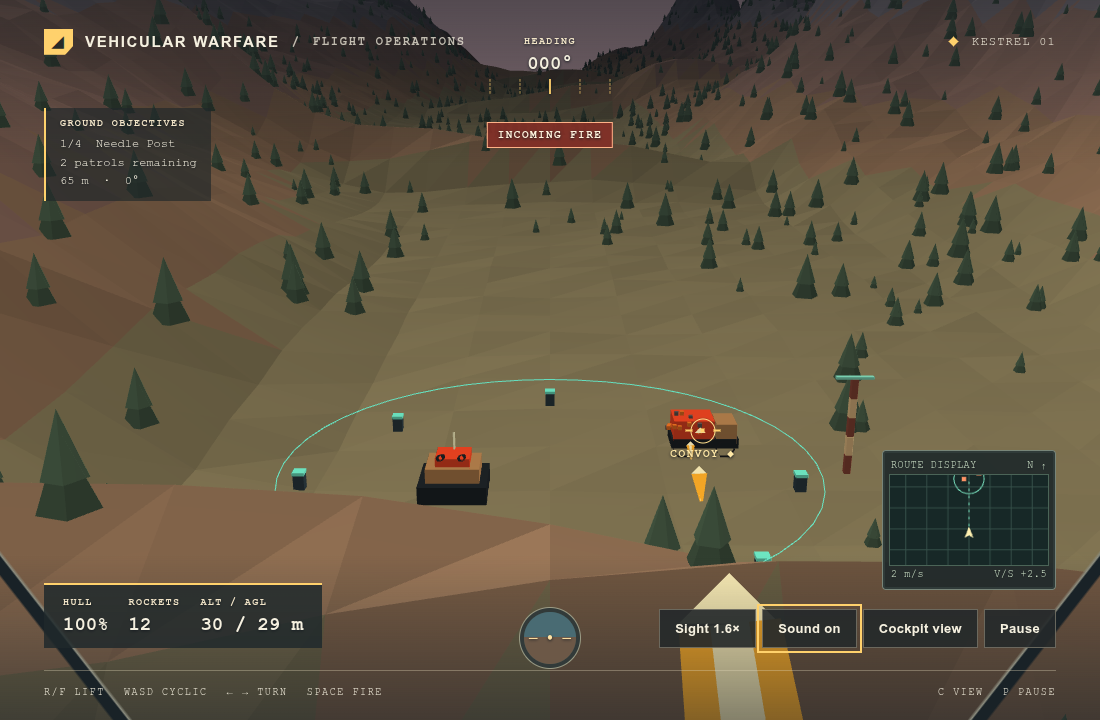 VEHICULAR WARFARE / FLIGHT OPERATIONS
HEADING
000°
KESTREL 01
GROUND OBJECTIVES
1/4 Needle Post
2 patrols remaining
65 m · 0°
INCOMING FIRE
CONVOY
ROUTE DISPLAY N ↑
2 m/s V/S +2.5
HULL ROCKETS ALT / AGL
100% 12 30 / 29 m
Sight 1.6× Sound on Cockpit view Pause
R/F LIFT WASD CYCLIC ← → TURN SPACE FIRE
C VIEW P PAUSE